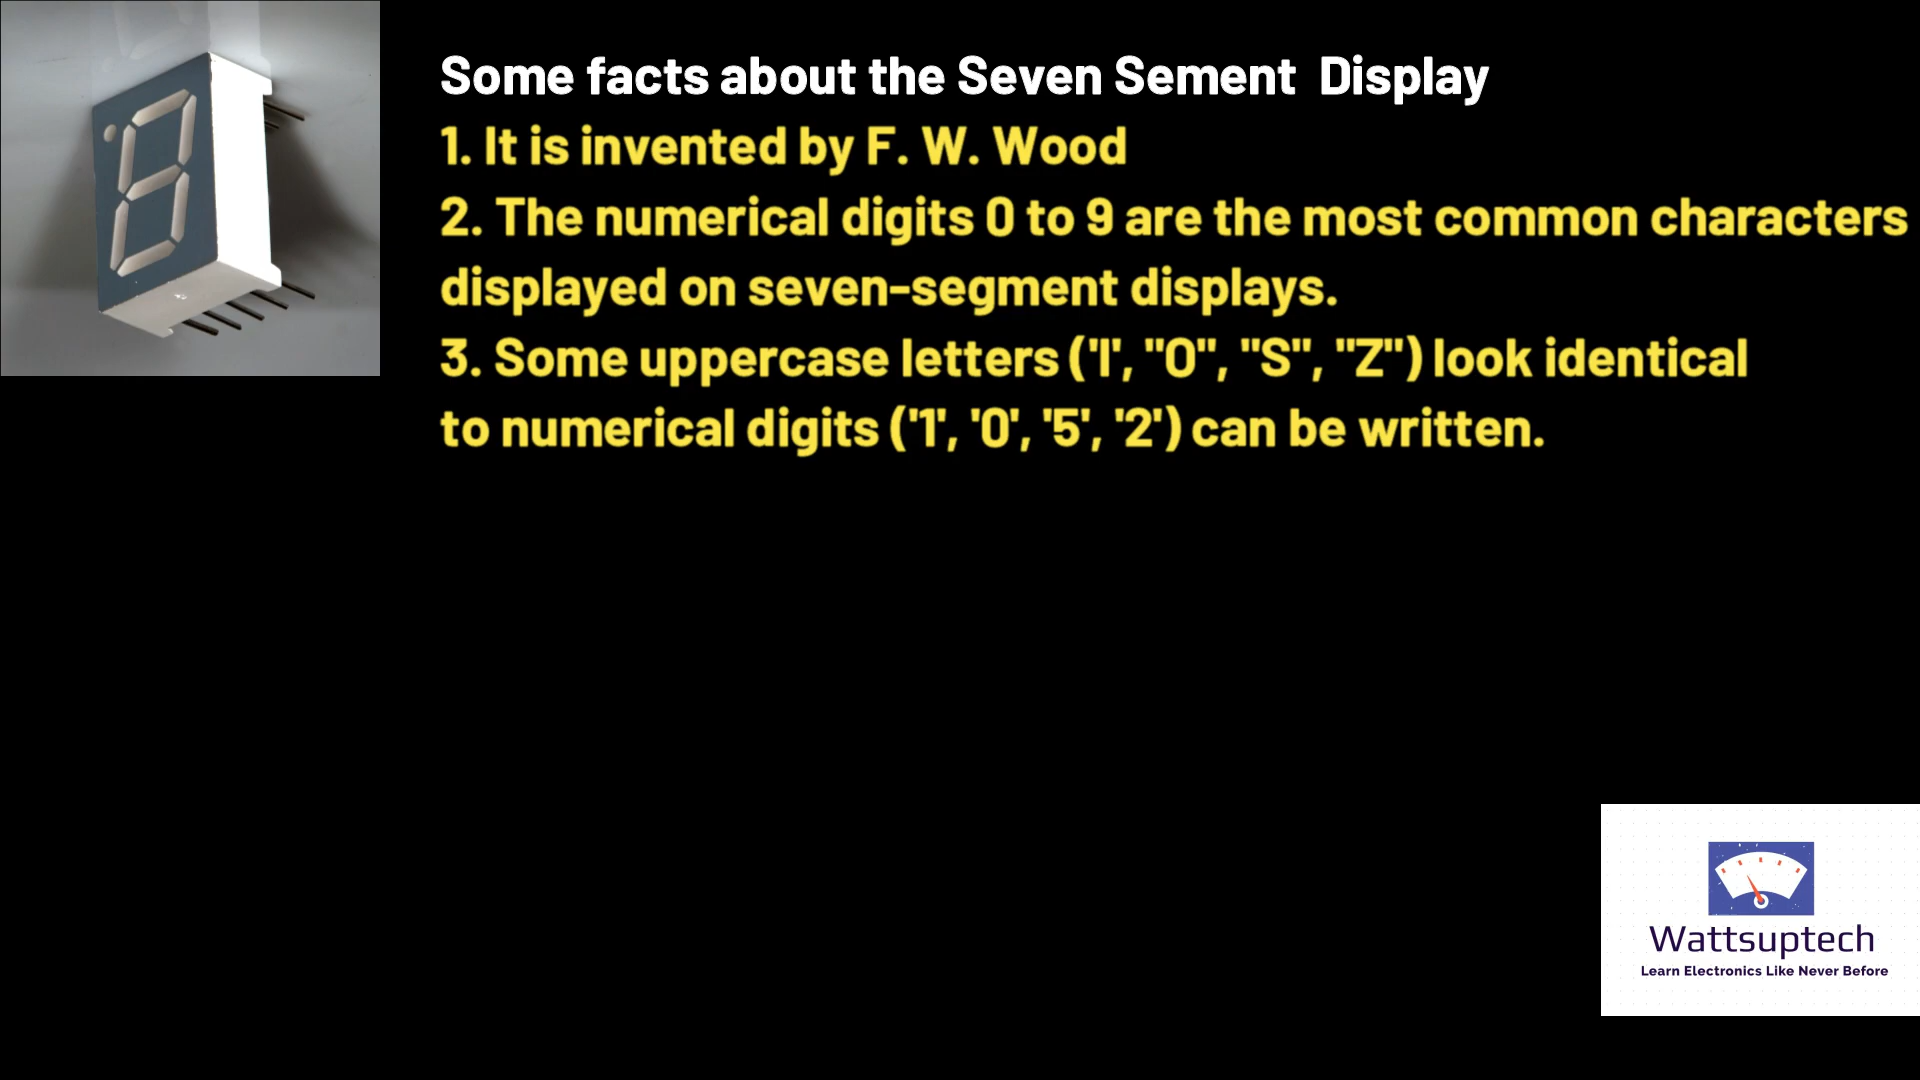 Some facts about the Seven Sement  Display
1. It is invented by F. W. Wood
2. The numerical digits 0 to 9 are the most common characters
displayed on seven-segment displays.
3. Some uppercase letters ('I', "O", "S", "Z") look identical
to numerical digits ('1', '0', '5', '2') can be written.
Wattsuptech
Learn Electronics Like Never Before